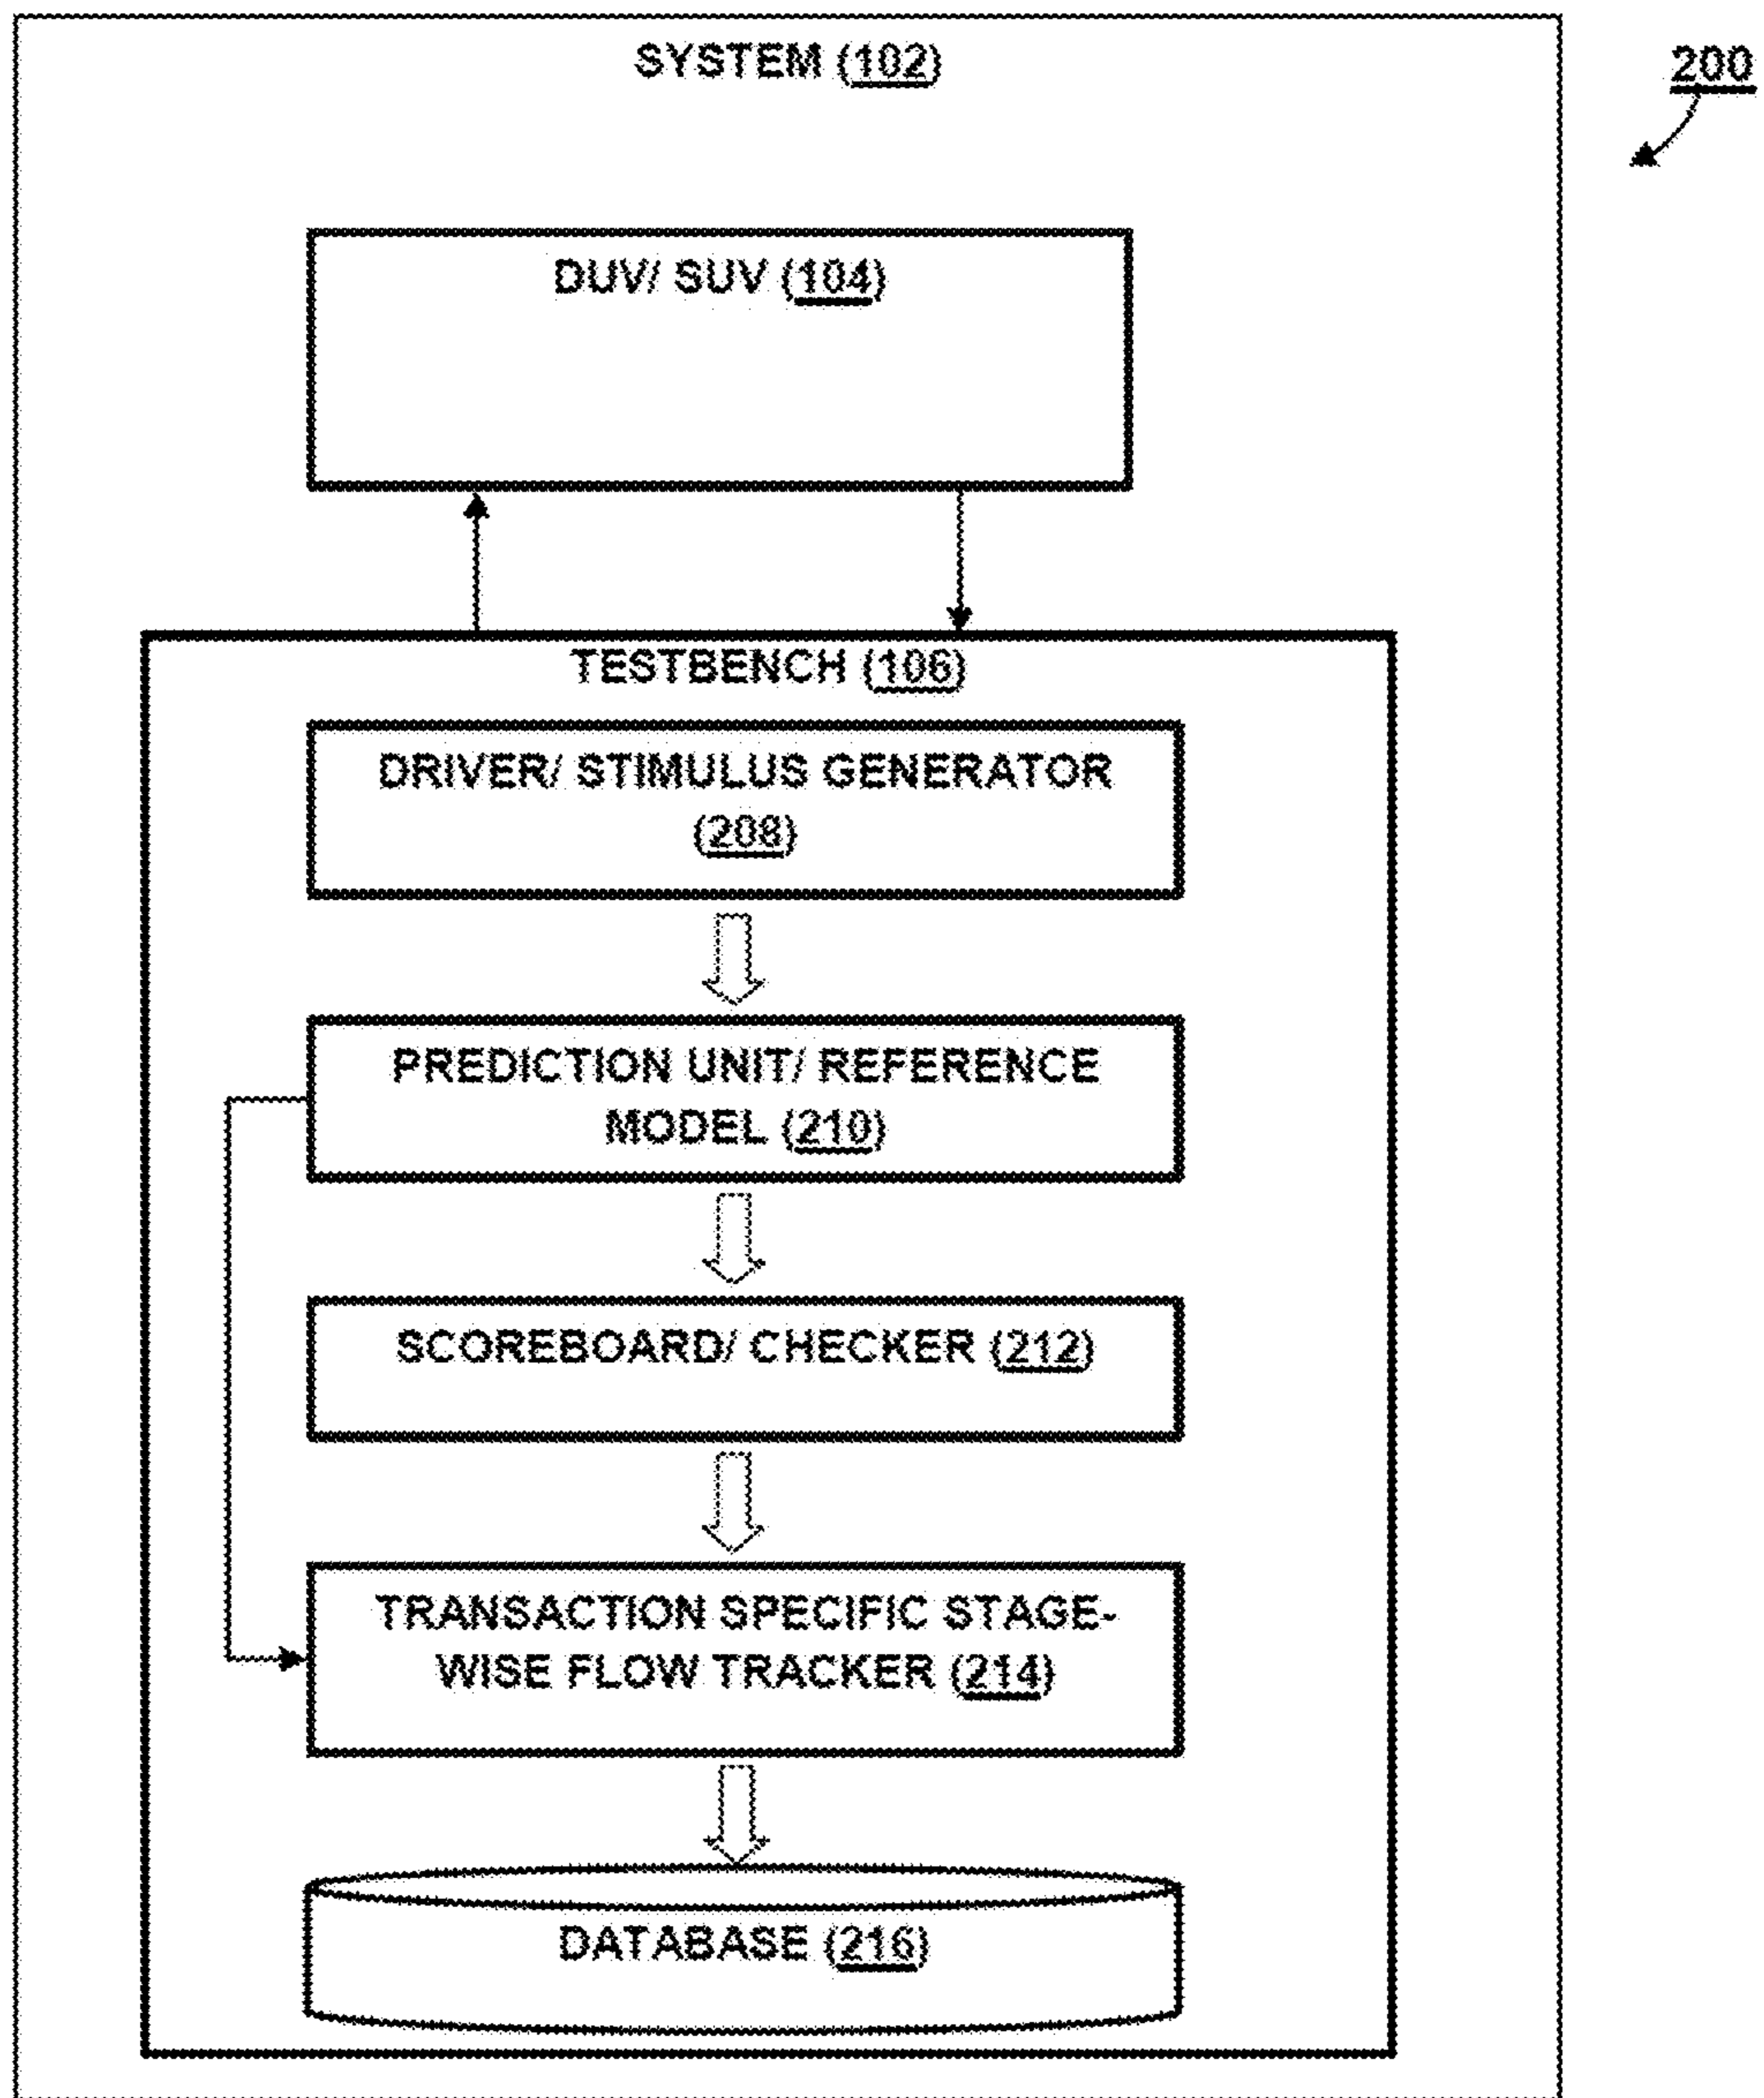 SYSTEM (102)
200
DUV/ SUV (104)
TESTBENCH (106)
DRIVER/ STIMULUS GENERATOR
(208)
PREDICTION UNIT/ REFERENCE
MODEL (210)
SCOREBOARD/ CHECKER (212)
TRANSACTION SPECIFIC STAGE-
WISE FLOW TRACKER (214)
DATABASE (216)